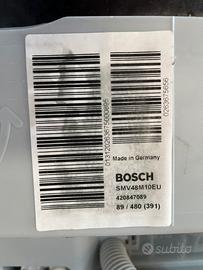 Made in Germany
BOSCH
SMV48M10EU
420847089
89 / 480 (391)
subito